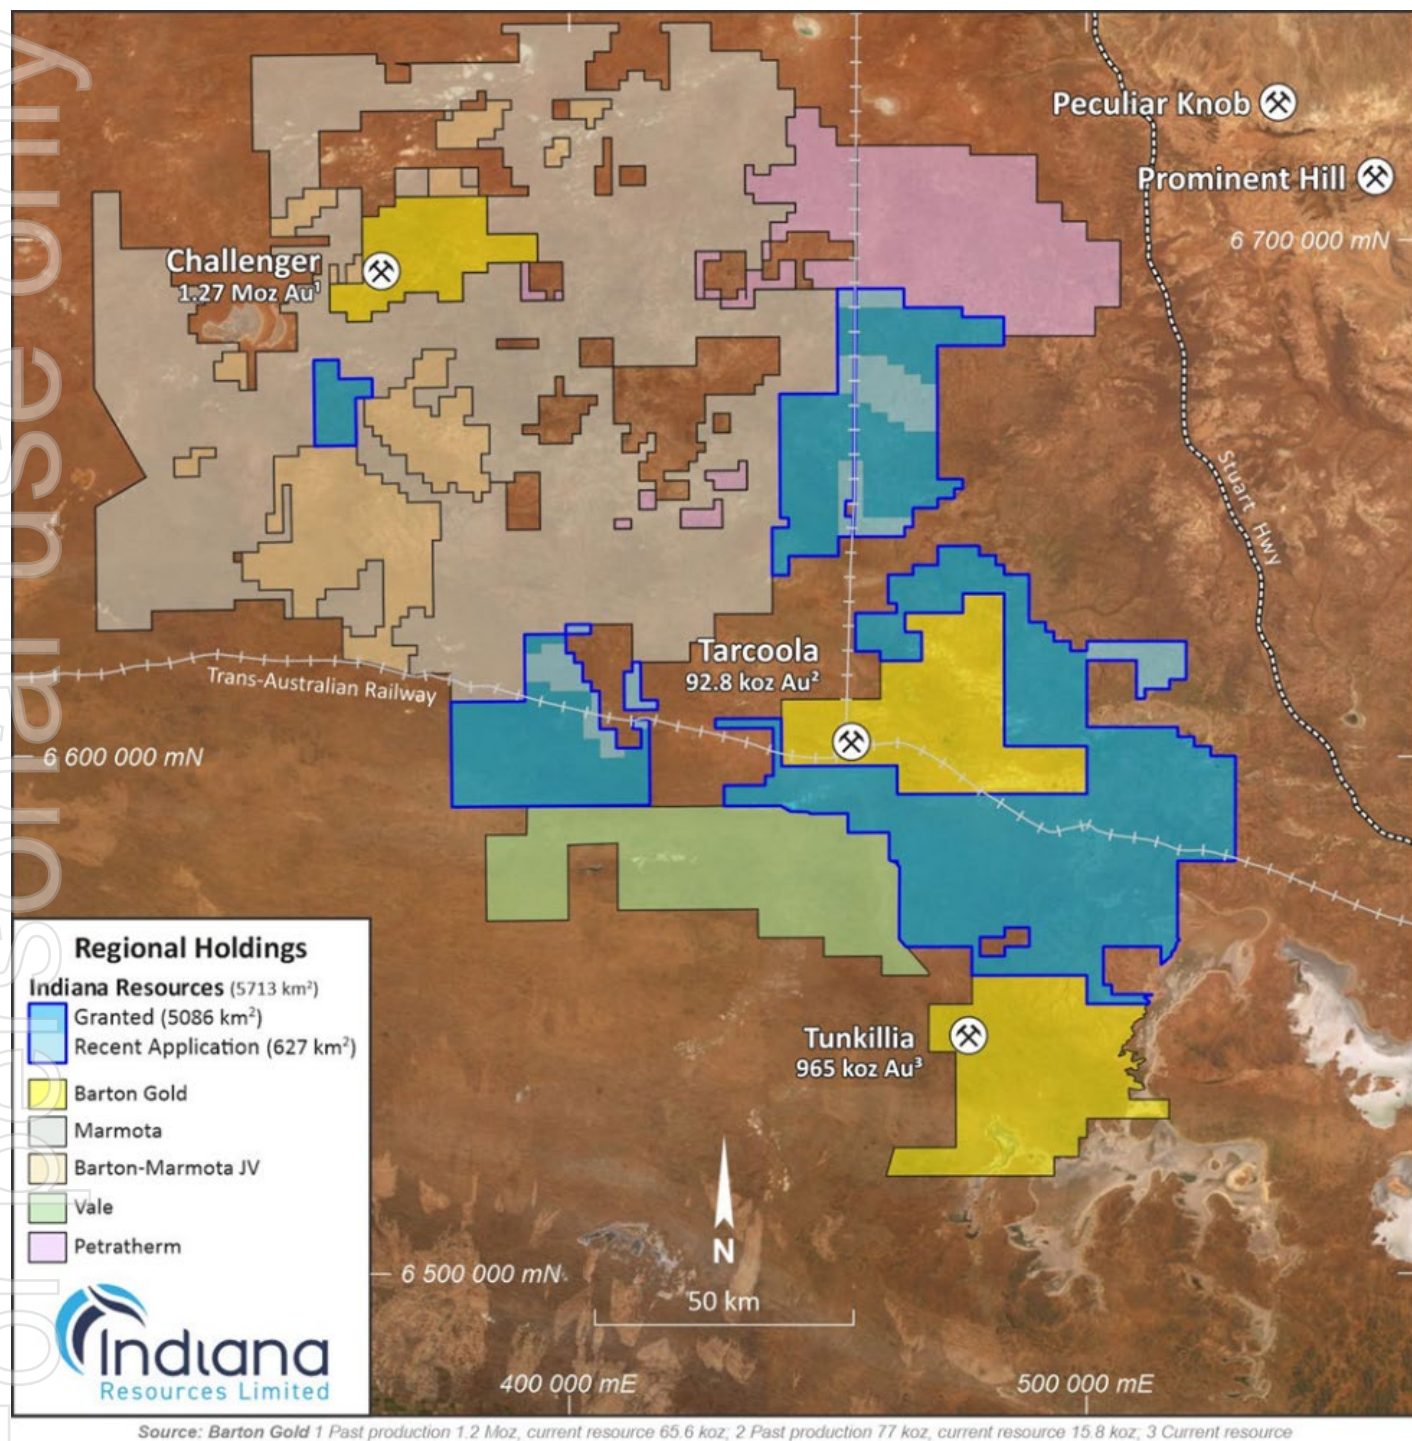 For personal use only
Peculiar Knob
Prominent Hill
6 700 000 mN
Challenger
1.27 Moz Au¹
Stuart Hwy
Tarcoola
92.8 koz Au²
Trans-Australian Railway
6 600 000 mN
Regional Holdings
Indiana Resources (5713 km²)
Granted (5086 km²)
Recent Application (627 km²)
Barton Gold
Marmota
Barton-Marmota JV
Vale
Petratherm
Tunkillia
965 koz Au³
N
50 km
6 500 000 mN
400 000 mE
500 000 mE
Indiana
Resources Limited
Source: Barton Gold 1 Past production 1.2 Moz, current resource 65.6 koz; 2 Past production 77 koz, current resource 15.8 koz; 3 Current resource